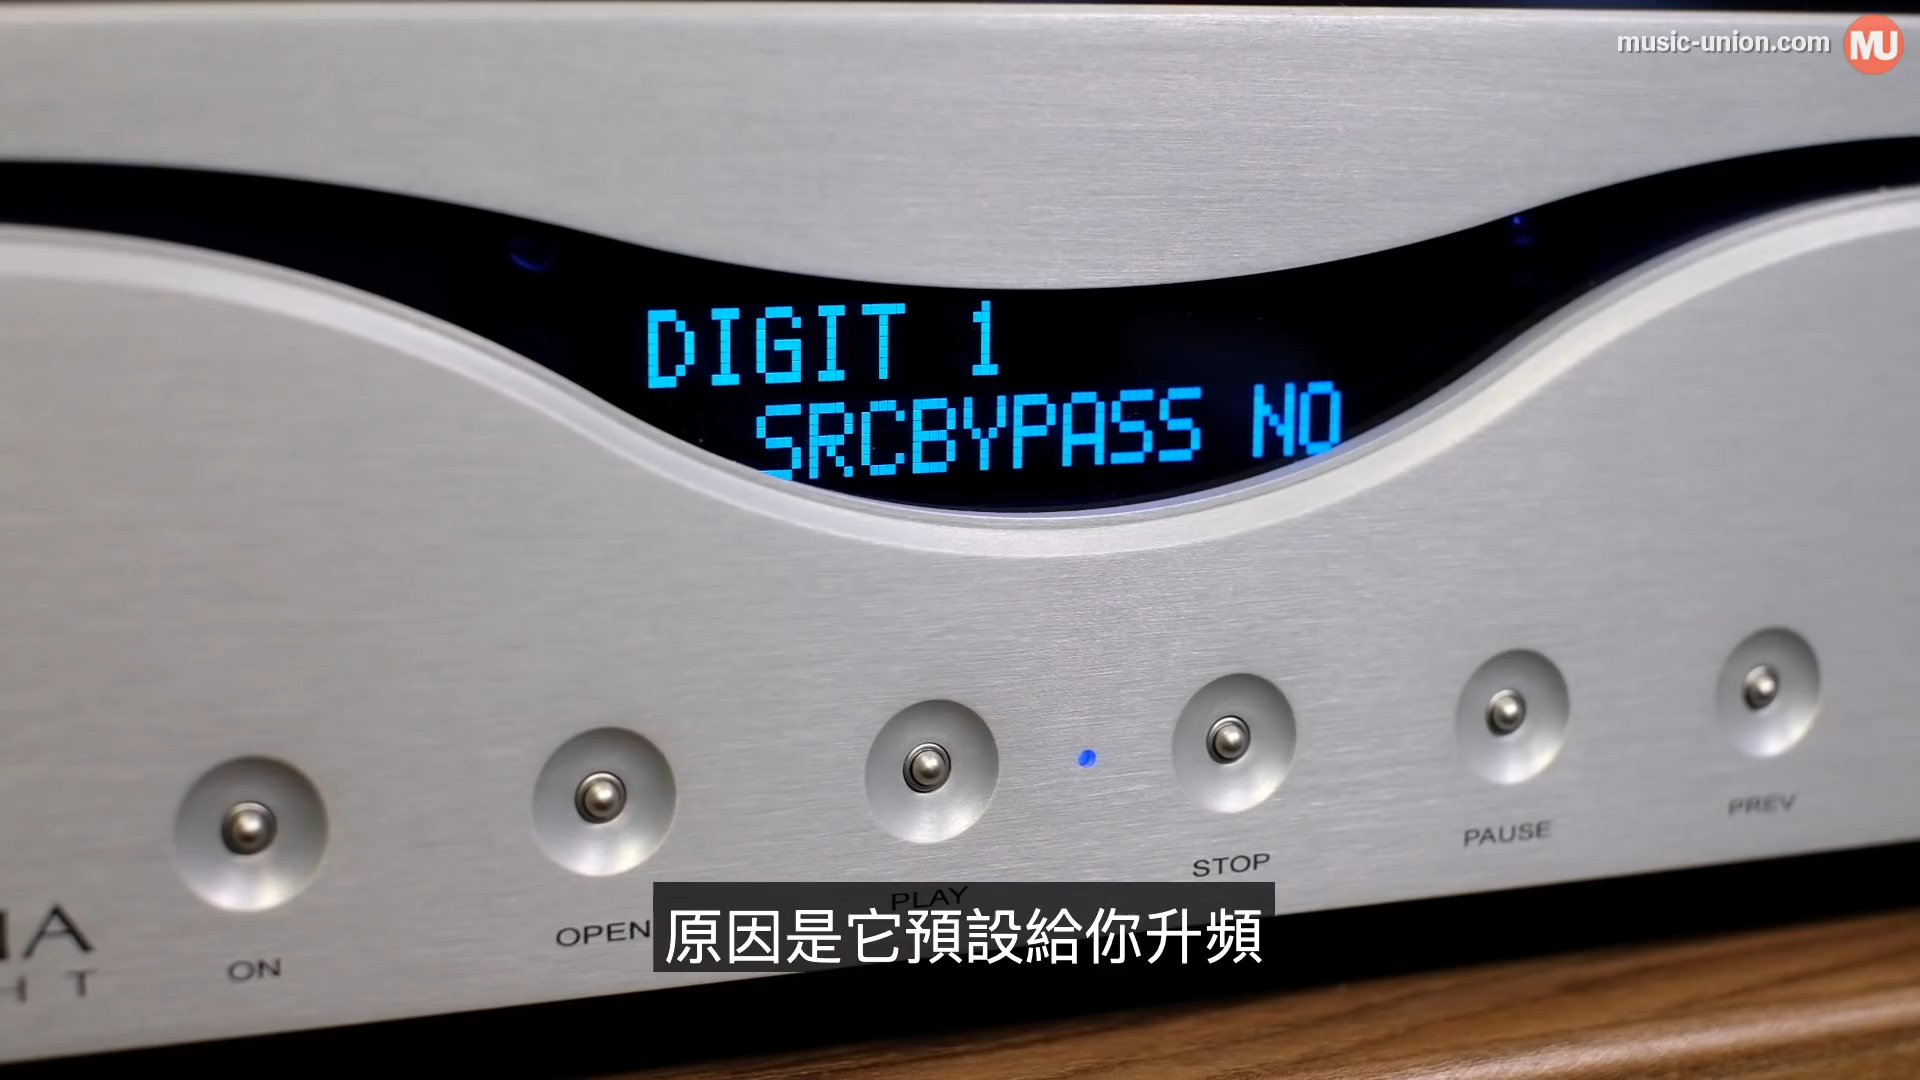 music-union.com MU
DIGIT 1
SRCBYPASS NO
ON
OPEN
PLAY
STOP
PAUSE
PREV
原因是它預設給你升頻